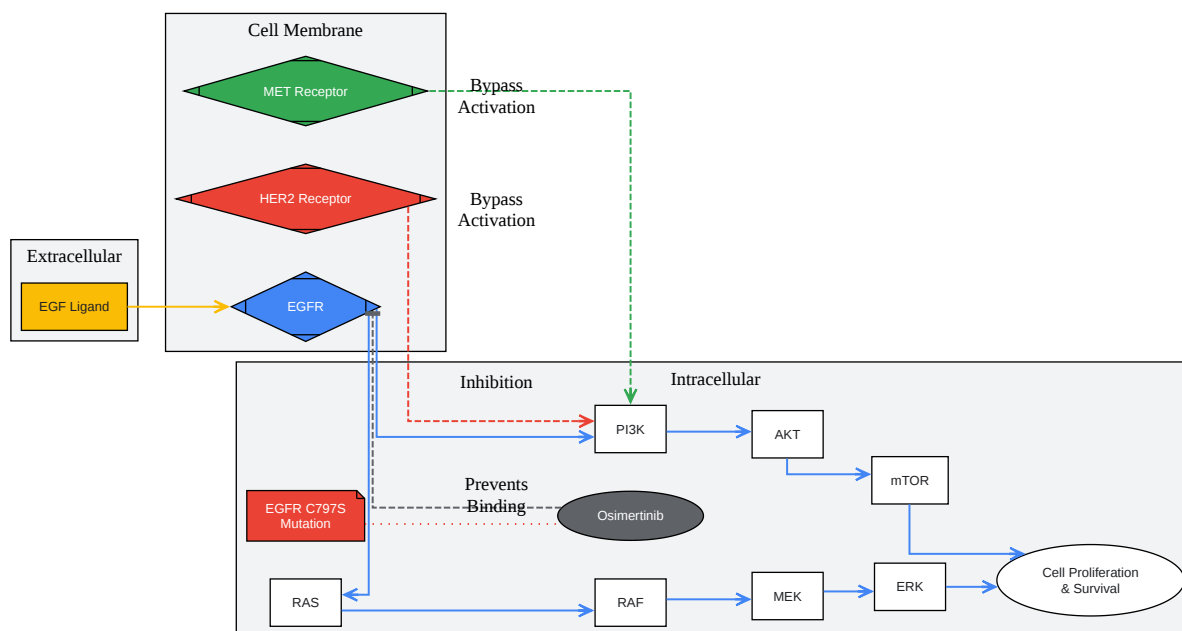 Cell Membrane
MET Receptor
Bypass
Activation
HER2 Receptor
Bypass
Activation
Extracellular
EGF Ligand
EGFR
Inhibition
Intracellular
PI3K
AKT
mTOR
Prevents
Binding
EGFR C797S
Mutation
Osimertinib
Cell Proliferation
& Survival
RAS
RAF
MEK
ERK